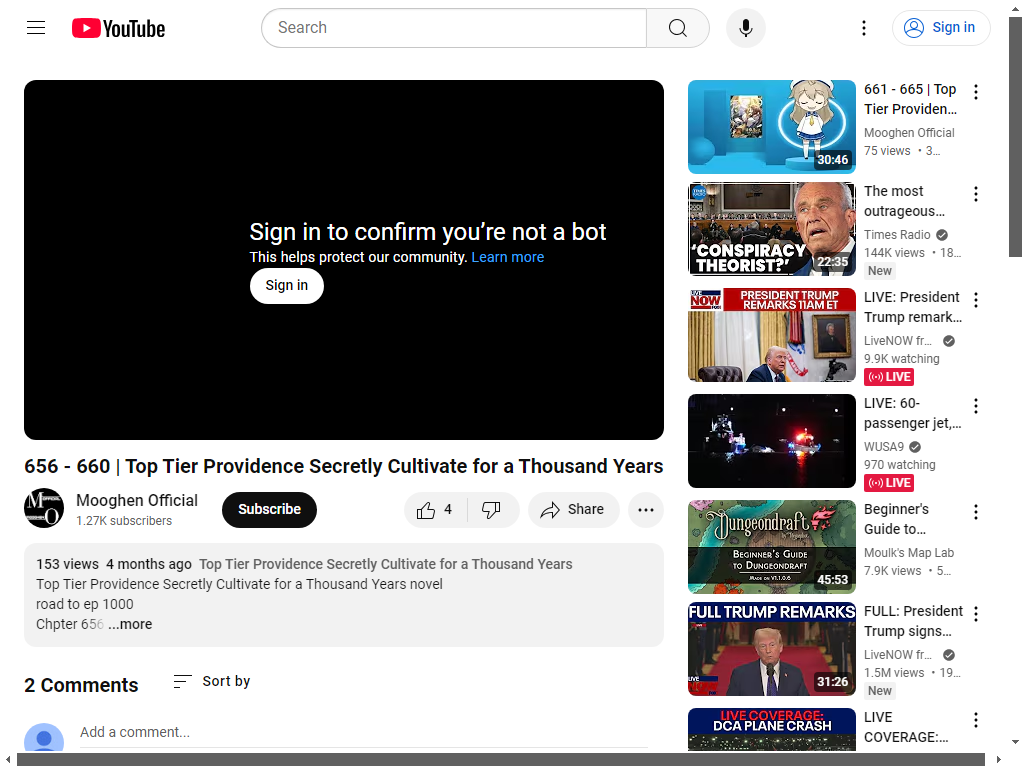 YouTube
Search
Sign in
Sign in to confirm you’re not a bot
This helps protect our community. Learn more
Sign in
656 - 660 | Top Tier Providence Secretly Cultivate for a Thousand Years
Mooghen Official
1.27K subscribers
Subscribe
4
Share
153 views 4 months ago Top Tier Providence Secretly Cultivate for a Thousand Years
Top Tier Providence Secretly Cultivate for a Thousand Years novel
road to ep 1000
Chpter 656 ...more
2 Comments
Sort by
Add a comment...
30:46
661 - 665 | Top
Tier Providen...
Mooghen Official
75 views • 3...
'CONSPIRACY
THEORIST?'
22:35
The most
outrageous...
Times Radio
144K views • 18...
New
LIVE
NOW
PRESIDENT TRUMP
REMARKS 11AM ET
LIVE: President
Trump remark...
LiveNOW fr...
9.9K watching
LIVE
LIVE: 60-
passenger jet,...
WUSA9
970 watching
LIVE
Dungeondraft
BEGINNER'S GUIDE
TO DUNGEONDRAFT
MADE ON V1.1.0.6
45:53
Beginner's
Guide to...
Moulk's Map Lab
7.9K views • 5...
FULL TRUMP REMARKS
LIVE
31:26
FULL: President
Trump signs...
LiveNOW fr...
1.5M views • 19...
New
LIVE COVERAGE:
DCA PLANE CRASH
LIVE
COVERAGE:...